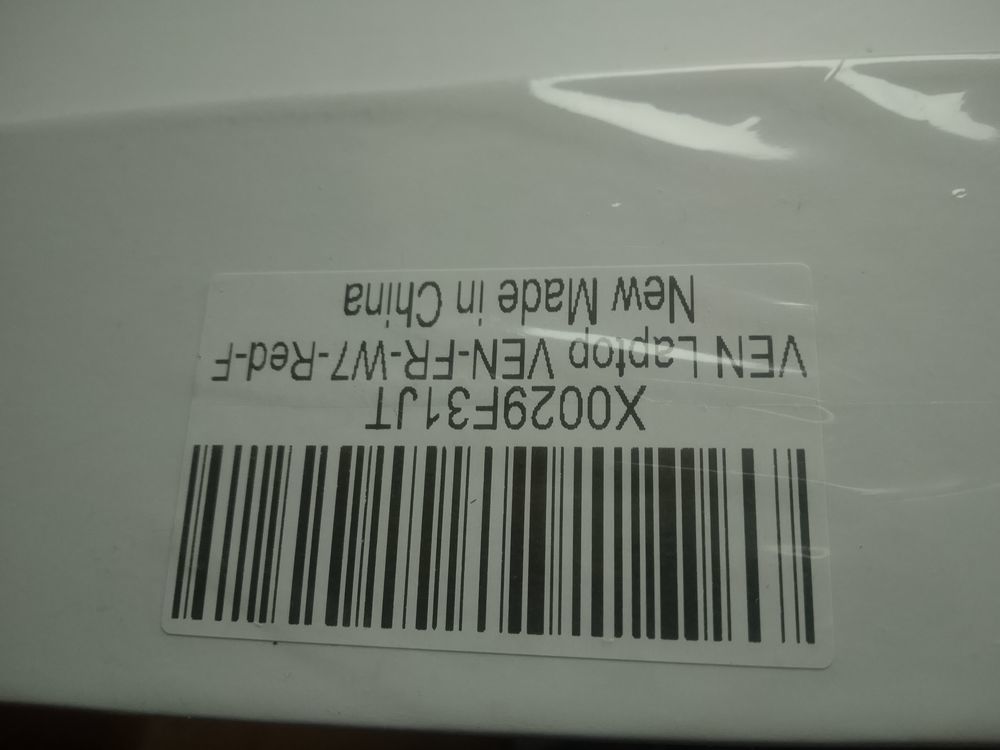 X0029F31JT
VEN Laptop VEN-FR-W7-Red-F
New Made in China